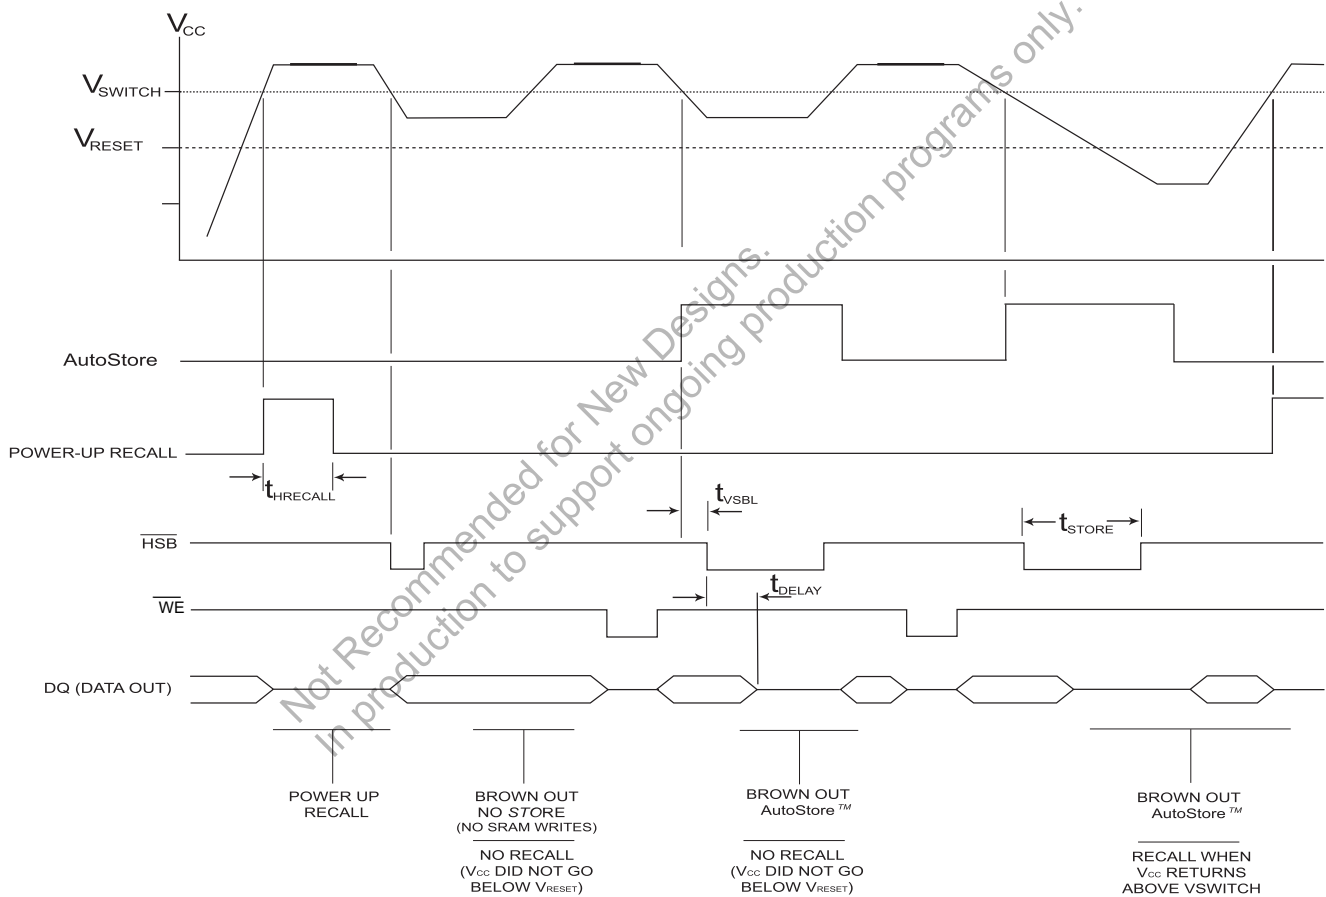 VCC
VSWITCH
VRESET
AutoStore
POWER-UP RECALL
tHRECALL
tVSBL
tSTORE
HSB
tDELAY
WE
DQ (DATA OUT)
POWER UP
RECALL
BROWN OUT
NO STORE
(NO SRAM WRITES)
NO RECALL
(VCC DID NOT GO
BELOW VRESET)
BROWN OUT
AutoStore™
NO RECALL
(VCC DID NOT GO
BELOW VRESET)
BROWN OUT
AutoStore™
RECALL WHEN
VCC RETURNS
ABOVE VSWITCH
Not Recommended for New Designs.
In production to support ongoing production programs only.